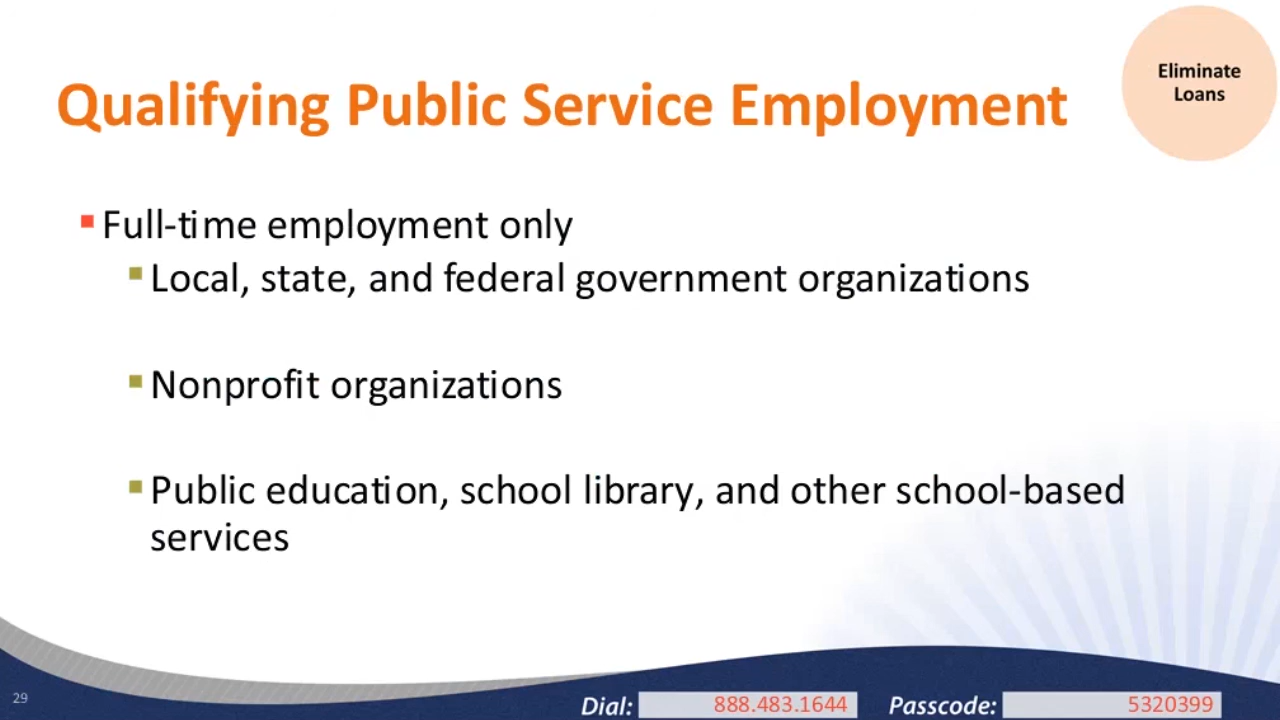 Eliminate
Loans
Qualifying Public Service Employment
Full-time employment only
Local, state, and federal government organizations
Nonprofit organizations
Public education, school library, and other school-based
services
29
Dial: 888.483.1644 Passcode: 5320399